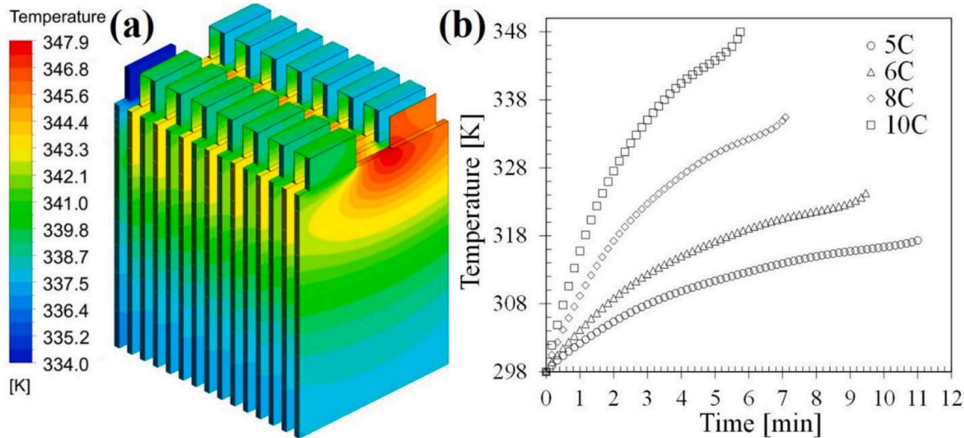 Temperature
347.9
346.8
345.6
344.4
343.3
342.1
341.0
339.8
338.7
337.5
336.3
335.2
334.0
[K]
(a)
(b)
Temperature [K]
348
338
328
318
308
298
5C
6C
8C
10C
0 1 2 3 4 5 6 7 8 9 10 11 12
Time [min]